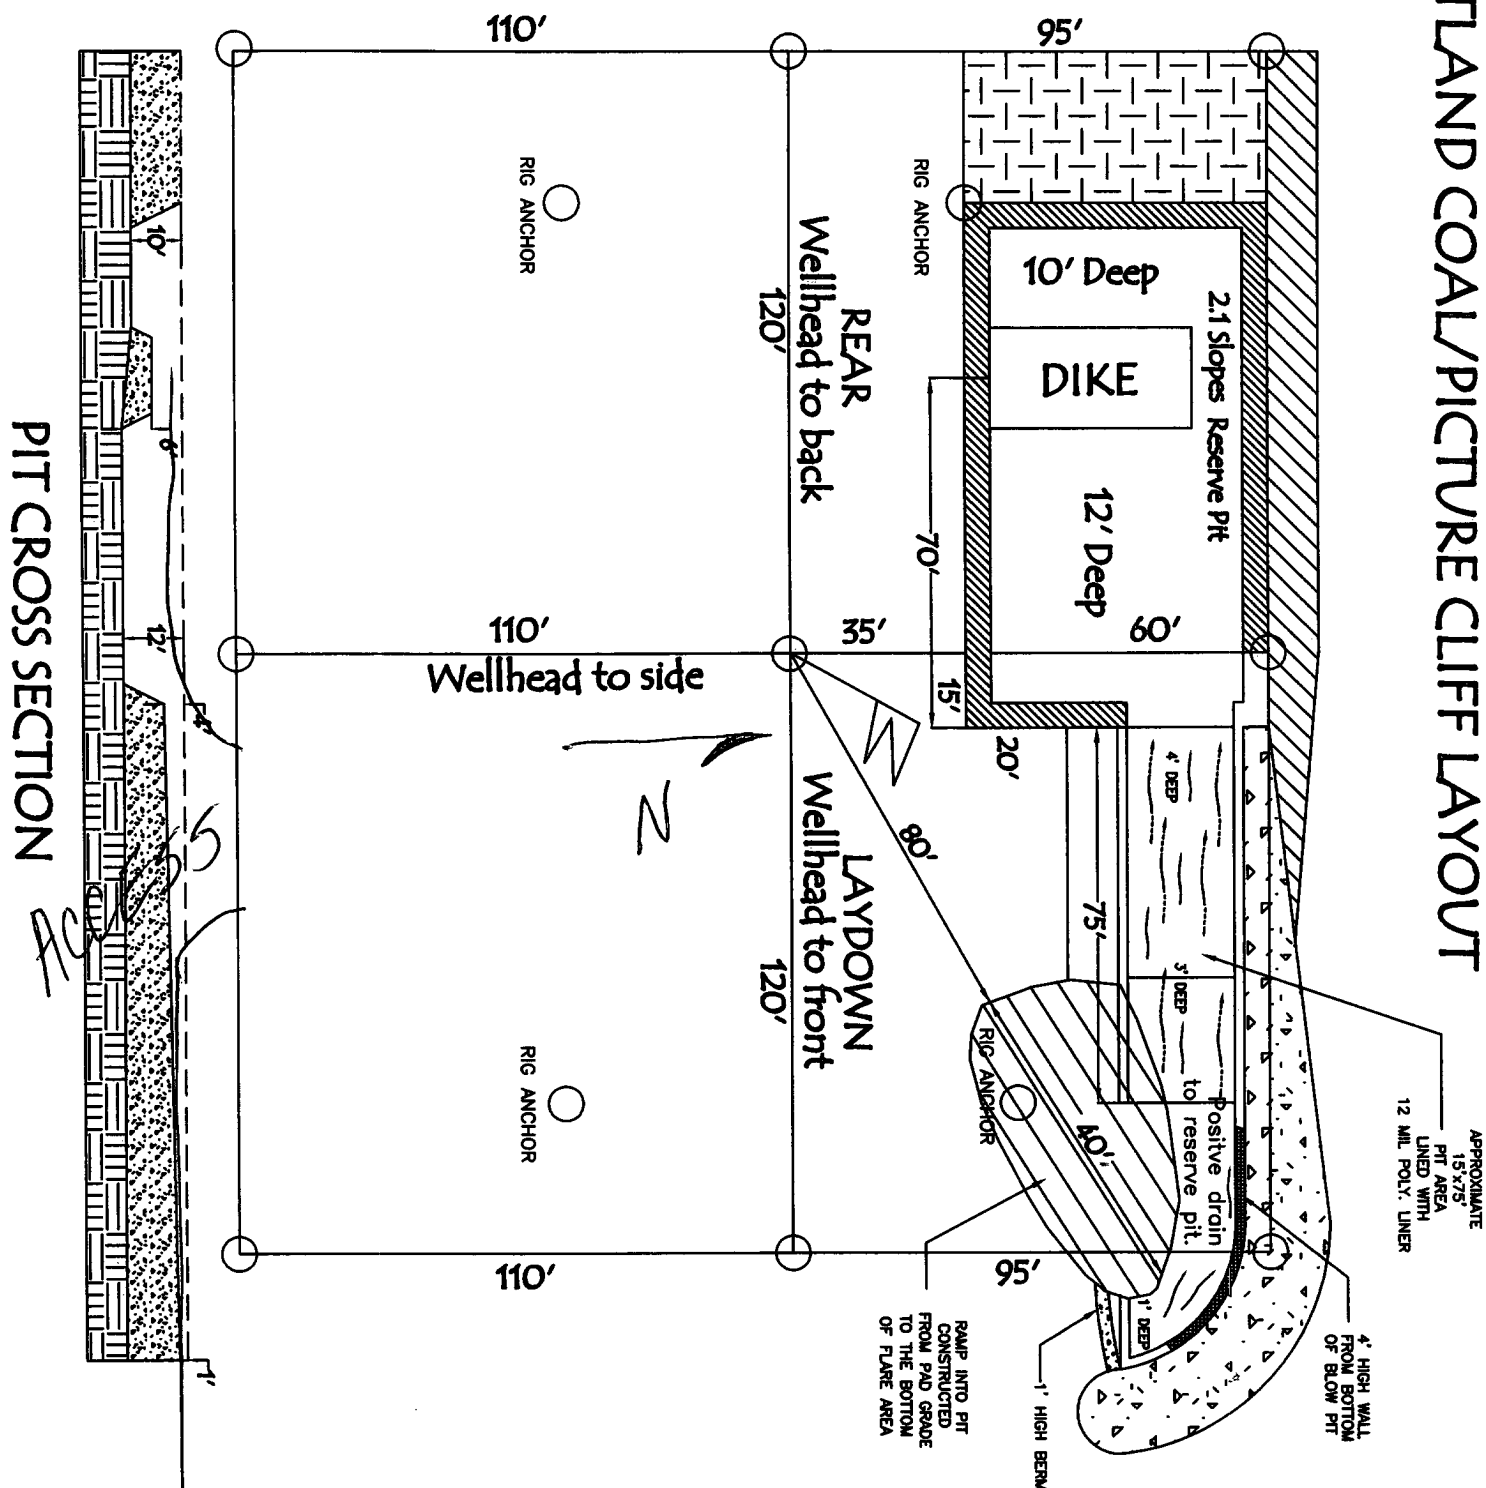 TLAND COAL/PICTURE CLIFF LAYOUT
APPROXIMATE
15'x75'
PIT AREA
LINED WITH
12 MIL POLY. LINER
4' HIGH WALL
FROM BOTTOM
OF BLOW PIT
2.1 Slopes Reserve Pit
10' Deep
DIKE
12' Deep
60'
4' DEEP
3' DEEP
Positve drain
to reserve pit.
1' DEEP
1' HIGH BERM
95'
75'
20'
40'
95'
RIG ANCHOR
70'
15'
RIG ANCHOR
RAMP INTO PIT
CONSTRUCTED
FROM PAD GRADE
TO THE BOTTOM
OF FLARE AREA
35'
80'
REAR
Wellhead to back
120'
LAYDOWN
Wellhead to front
120'
N
110'
RIG ANCHOR
110'
Wellhead to side
RIG ANCHOR
110'
10'
6'
12'
4'
1'
PIT CROSS SECTION